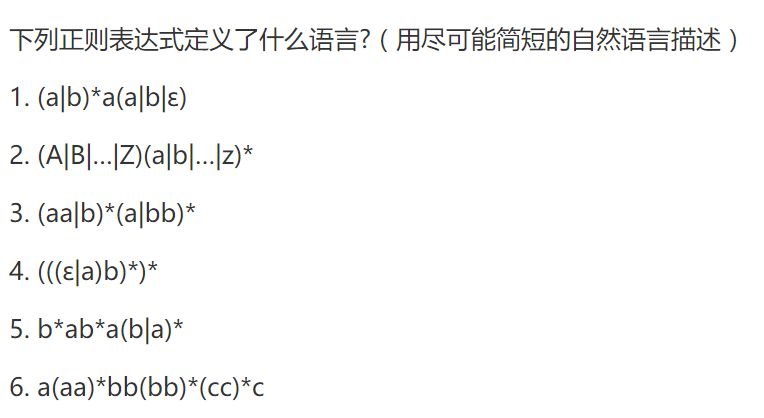 下列正则表达式定义了什么语言?（用尽可能简短的自然语言描述）
1. (a|b)*a(a|b|ε)
2. (A|B|...|Z)(a|b|...|z)*
3. (aa|b)*(a|bb)*
4. (((ε|a)b)*)*
5. b*ab*a(b|a)*
6. a(aa)*bb(bb)*(cc)*c